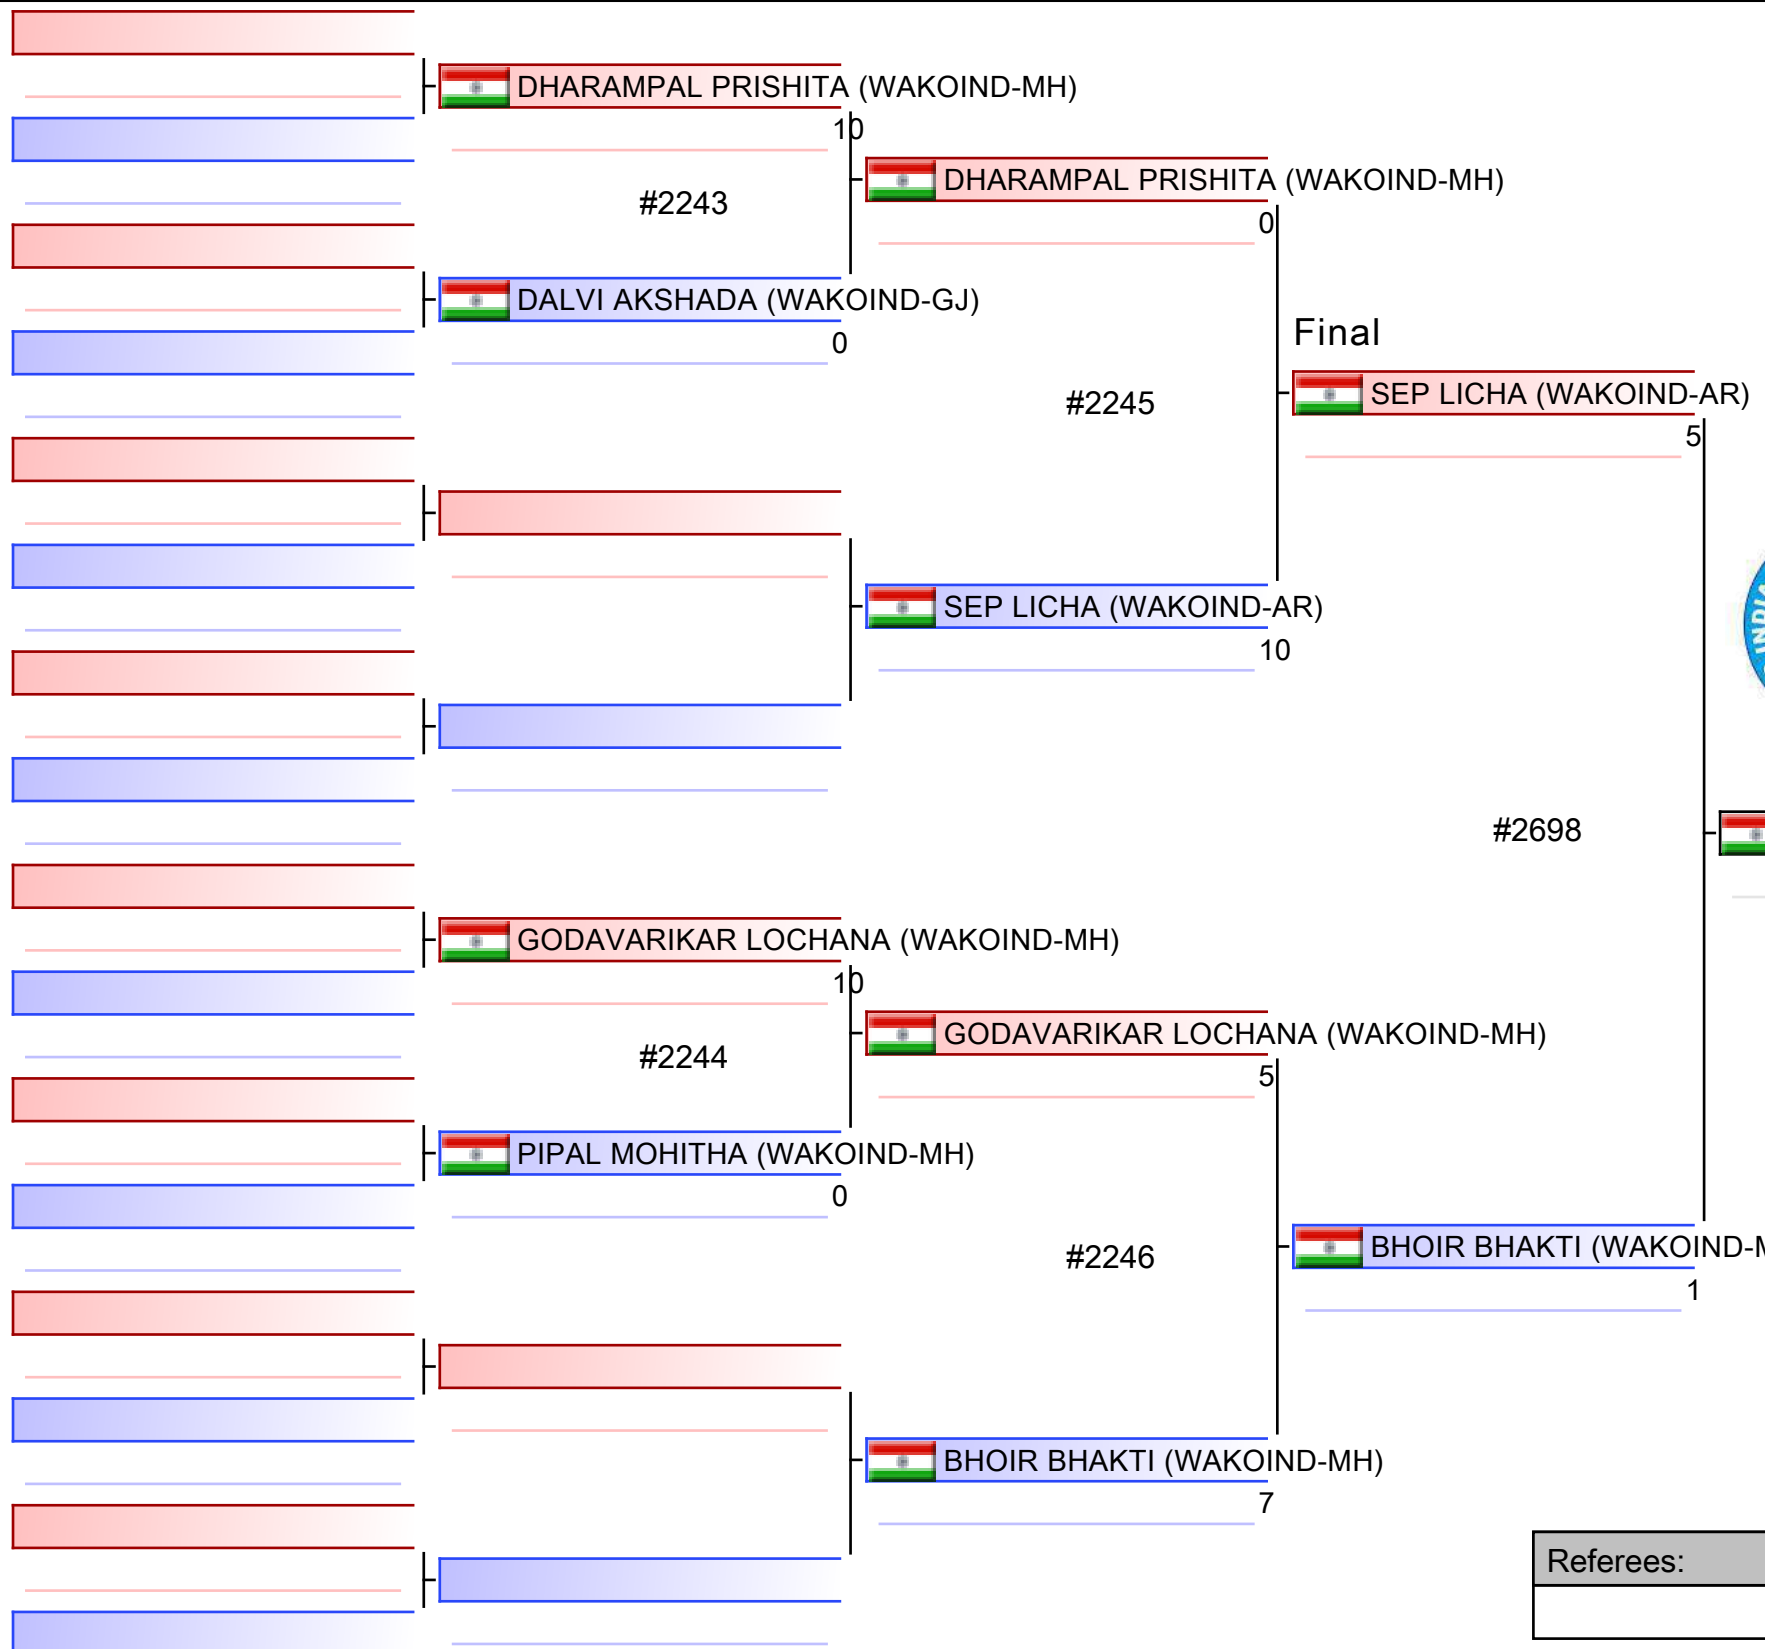 DHARAMPAL PRISHITA (WAKOIND-MH)
10
#2243
DALVI AKSHADA (WAKOIND-GJ)
0
DHARAMPAL PRISHITA (WAKOIND-MH)
0
#2245
SEP LICHA (WAKOIND-AR)
10
Final
SEP LICHA (WAKOIND-AR)
5
#2698
INDIA
GODAVARIKAR LOCHANA (WAKOIND-MH)
10
#2244
PIPAL MOHITHA (WAKOIND-MH)
0
GODAVARIKAR LOCHANA (WAKOIND-MH)
5
#2246
BHOIR BHAKTI (WAKOIND-MH)
7
BHOIR BHAKTI (WAKOIND-M
1
Referees: